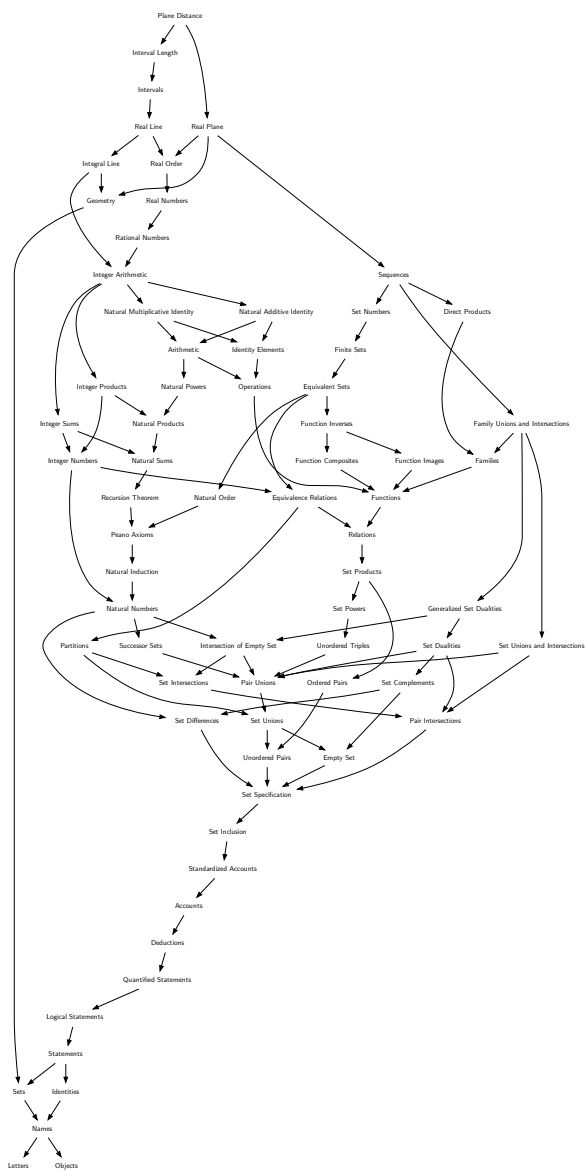 Plane Distance
Interval Length
Intervals
Real Line Real Plane
Integral Line Real Order
Geometry Real Numbers
Rational Numbers
Integer Arithmetic Sequences
Natural Multiplicative Identity Natural Additive Identity Set Numbers Direct Products
Arithmetic Identity Elements Finite Sets
Integer Products Natural Powers Operations Equivalent Sets
Integer Sums Natural Products Function Inverses Family Unions and Intersections
Integer Numbers Natural Sums Function Composites Function Images Families
Recursion Theorem Natural Order Equivalence Relations Functions
Peano Axioms Relations
Natural Induction Set Products
Natural Numbers Set Powers Generalized Set Dualities
Partitions Successor Sets Intersection of Empty Set Unordered Triples Set Dualities Set Unions and Intersections
Set Intersections Pair Unions Ordered Pairs Set Complements
Set Differences Set Unions Pair Intersections
Unordered Pairs Empty Set
Set Specification
Set Inclusion
Standardized Accounts
Accounts
Deductions
Quantified Statements
Logical Statements
Statements
Sets Identities
Names
Letters Objects